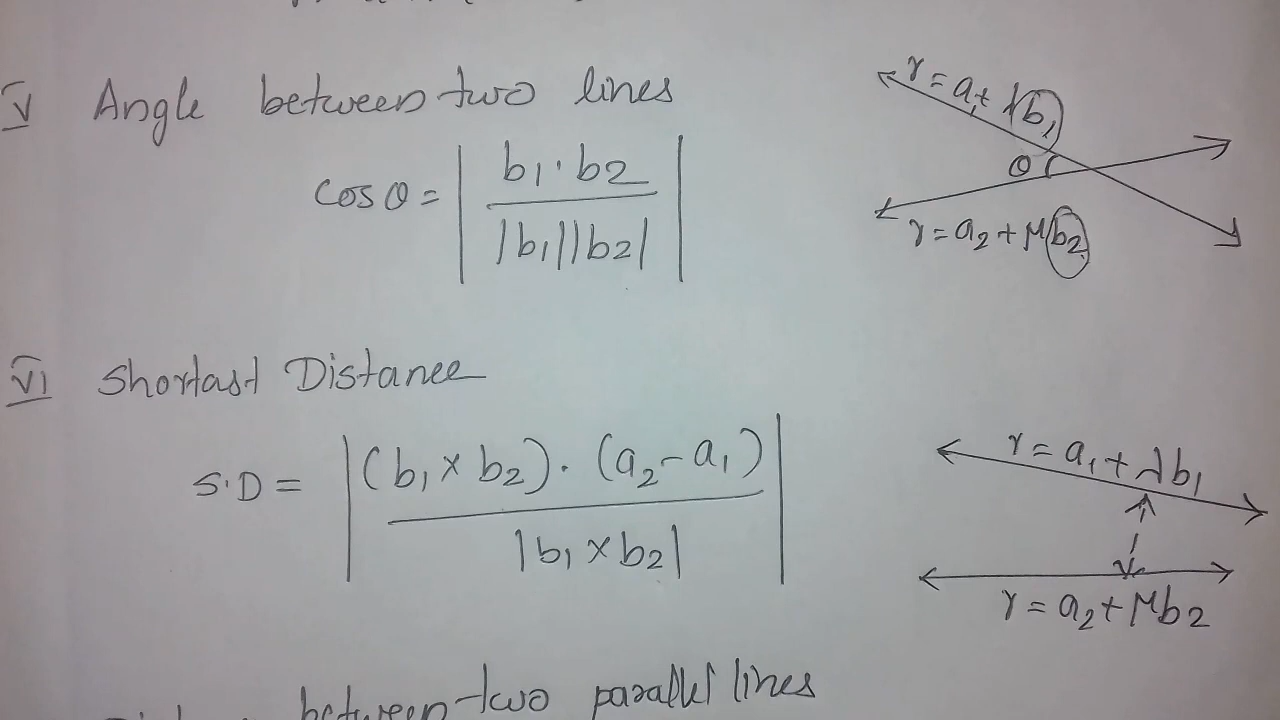 V Angle between two lines
cos θ = | b1 · b2 / |b1||b2| |
r = a1 + λb1
θ
r = a2 + μb2
VI Shortast Distance
S.D = | (b1 × b2) · (a2 - a1) / |b1 × b2| |
r = a1 + λb1
r = a2 + μb2
between two parallel lines